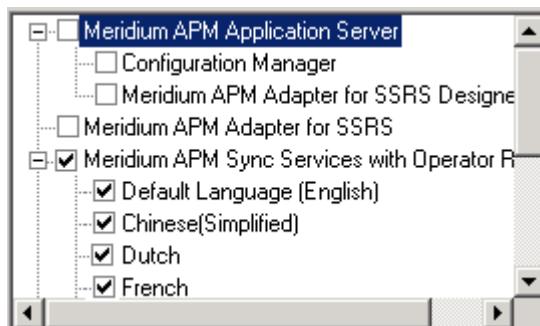 Meridium APM Application Server
Configuration Manager
Meridium APM Adapter for SSRS Designe
Meridium APM Adapter for SSRS
Meridium APM Sync Services with Operator R
Default Language (English)
Chinese(Simplified)
Dutch
French